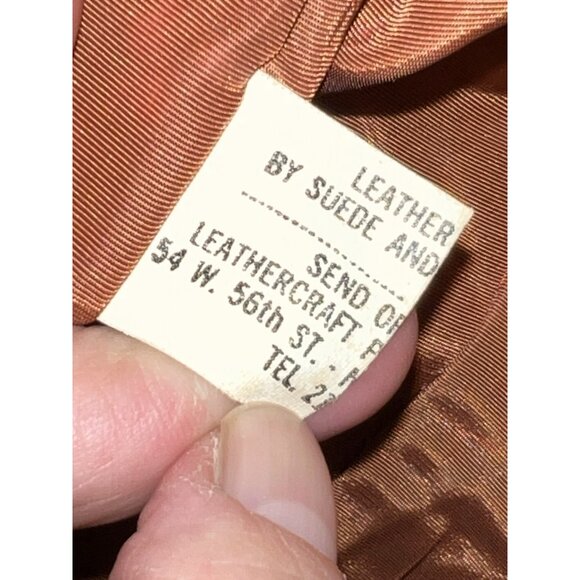 LEATHER
BY SUEDE AND
SEND
LEATHERCRAFT
54 W. 56th ST. -
TEL.